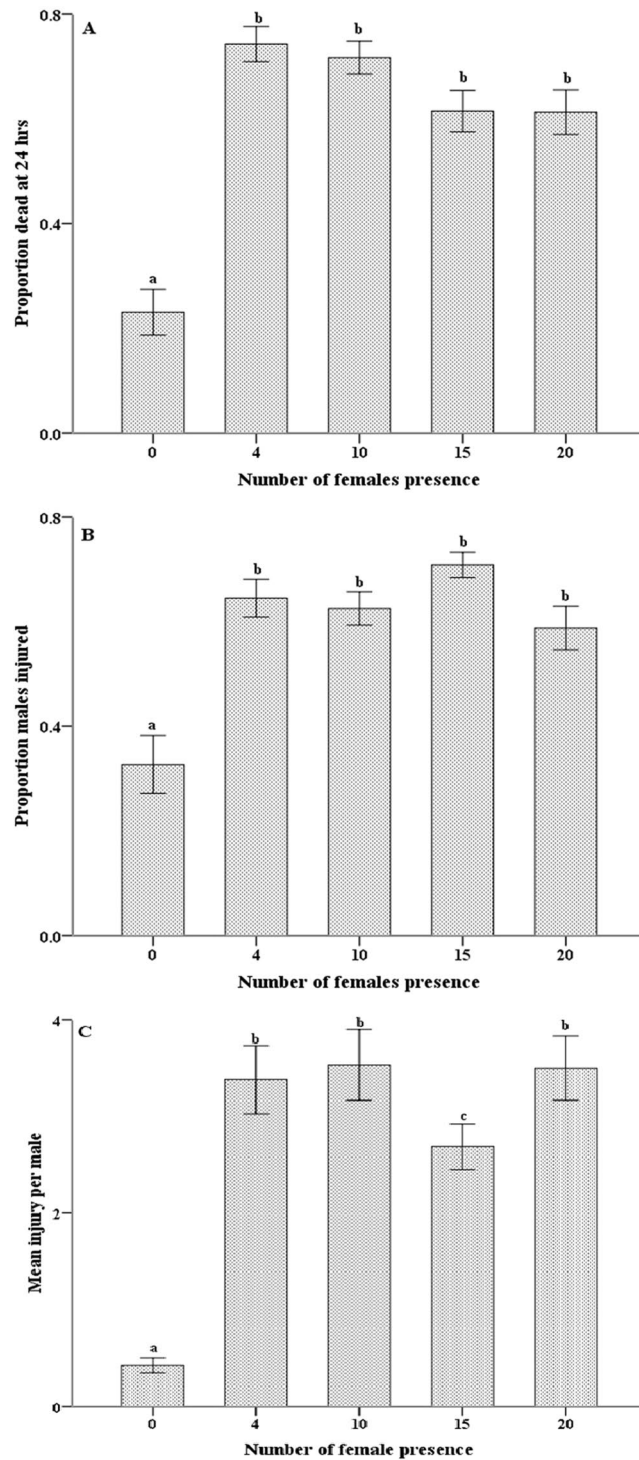 A
0.8
b
b
b
b
0.4
a
0.0
0
4
10
15
20
Proportion dead at 24 hrs
Number of females presence
B
0.8
b
b
b
b
0.4
a
0.0
0
4
10
15
20
Proportion males injured
Number of females presence
C
4
b
b
b
c
2
a
0
0
4
10
15
20
Mean injury per male
Number of female presence